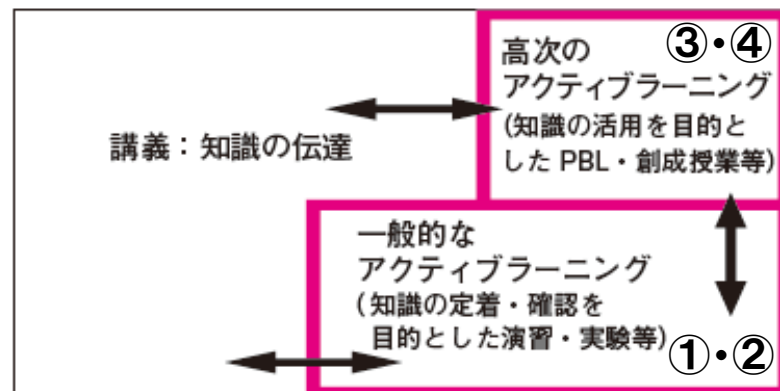 講義：知識の伝達
高次の ③・④
アクティブラーニング
(知識の活用を目的と
した PBL・創成授業等)
一般的な
アクティブラーニング
(知識の定着・確認を
目的とした演習・実験等)
①・②